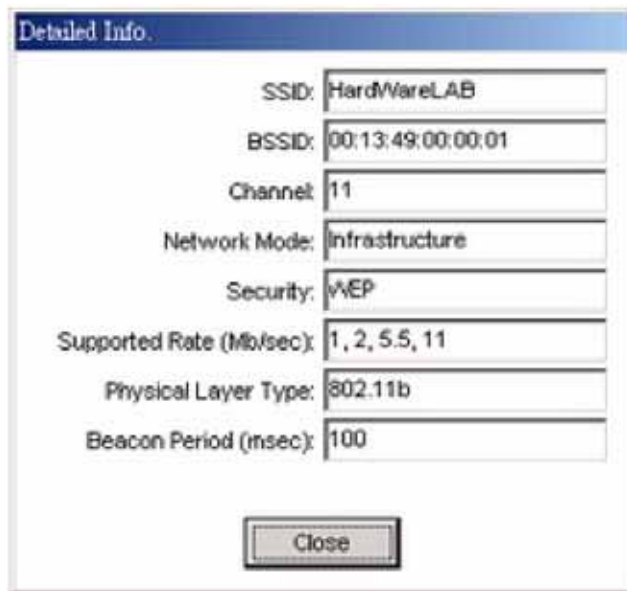 Detailed Info.
SSID: HardWareLAB
BSSID: 00:13:49:00:00:01
Channel: 11
Network Mode: Infrastructure
Security: WEP
Supported Rate (Mb/sec): 1, 2, 5.5, 11
Physical Layer Type: 802.11b
Beacon Period (msec): 100
Close